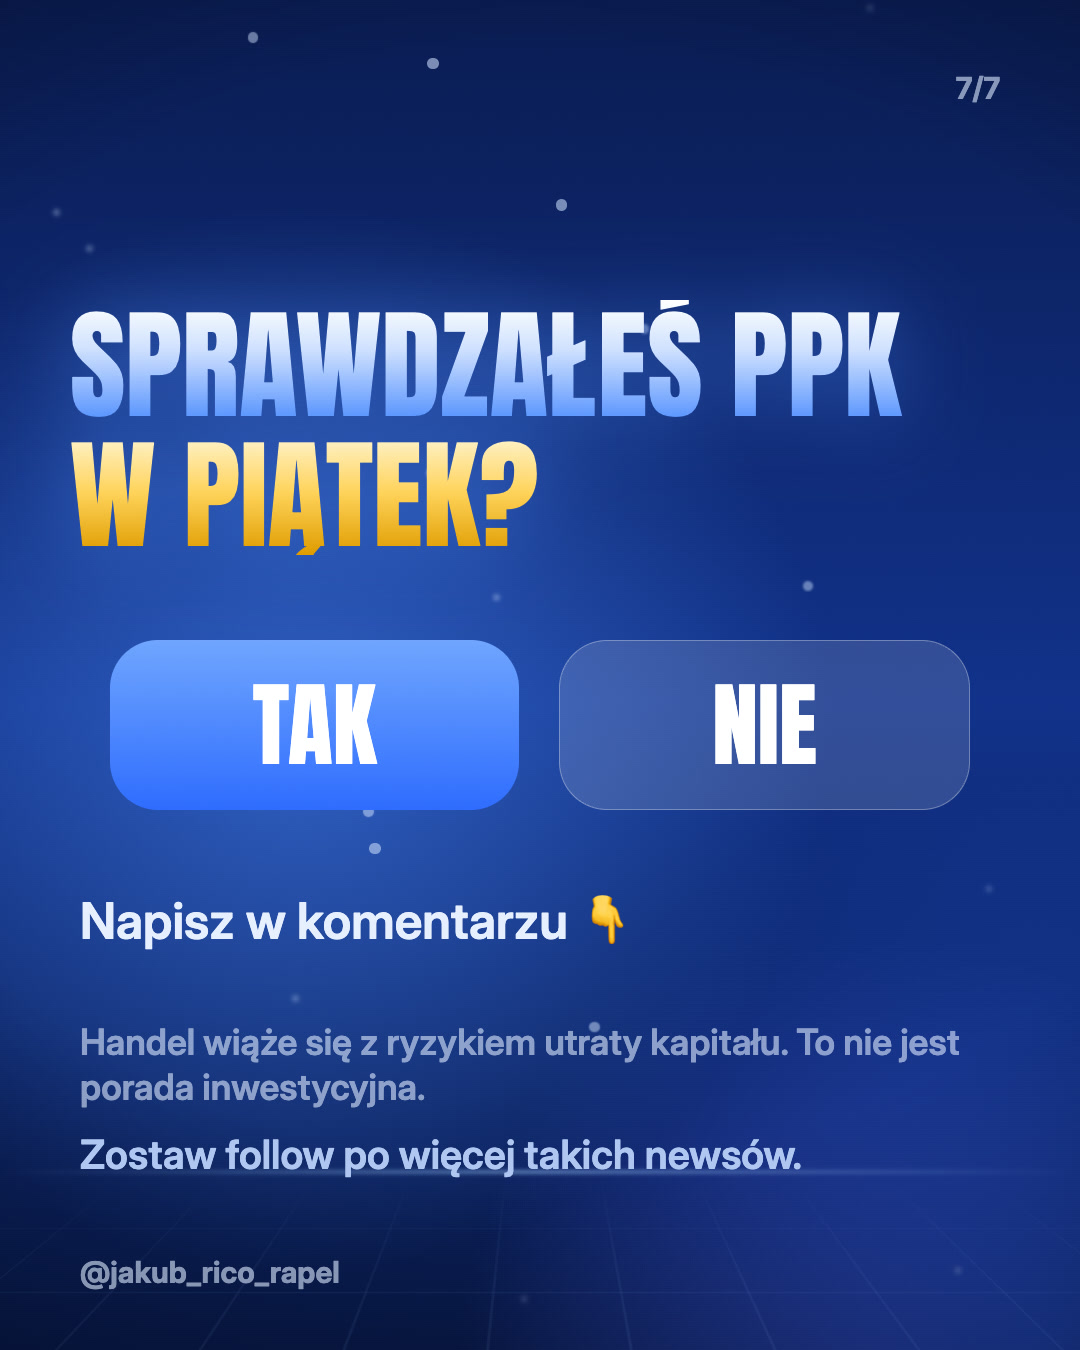 7/7
SPRAWDZAŁEŚ PPK
W PIĄTEK?
TAK
NIE
Napisz w komentarzu 👇
Handel wiąże się z ryzykiem utraty kapitału. To nie jest
porada inwestycyjna.
Zostaw follow po więcej takich newsów.
@jakub_rico_rapel